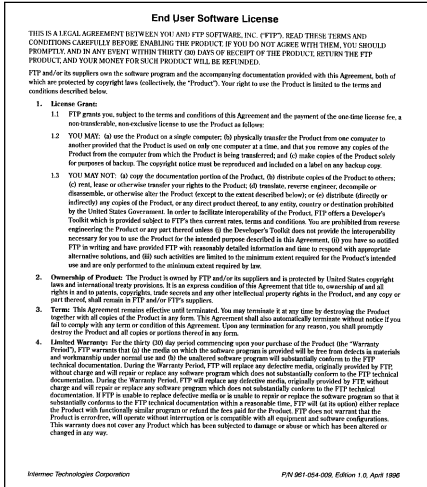 End User Software License
THIS IS A LEGAL AGREEMENT BETWEEN YOU AND FTP SOFTWARE, INC. ("FTP"). READ THESE TERMS AND
CONDITIONS CAREFULLY BEFORE ENABLING THE PRODUCT. IF YOU DO NOT AGREE WITH THEM, YOU SHOULD
PROMPTLY, AND IN ANY EVENT WITHIN THIRTY (30) DAYS OF RECEIPT OF THE PRODUCT, RETURN THE FTP
PRODUCT, AND YOUR MONEY FOR SUCH PRODUCT WILL BE REFUNDED.
FTP and/or its suppliers own the software program and the accompanying documentation provided with this Agreement, both of
which are protected by copyright laws (collectively, the "Product"). Your right to use the Product is limited to the terms and
conditions described below.
1. License Grant:
1.1 FTP grants you, subject to the terms and conditions of this Agreement and the payment of the one-time license fee, a
non-transferable, non-exclusive license to use the Product as follows:
1.2 YOU MAY: (a) use the Product on a single computer; (b) physically transfer the Product from one computer to
another provided that the Product is used on only one computer at a time, and that you remove any copies of the
Product from the computer from which the Product is being transferred; and (c) make copies of the Product solely
for purposes of backup. The copyright notice must be reproduced and included on a label on any backup copy.
1.3 YOU MAY NOT: (a) copy the documentation portion of the Product, (b) distribute copies of the Product to others;
(c) rent, lease or otherwise transfer your rights to the Product; (d) translate, reverse engineer, decompile or
disassemble, or otherwise alter the Product (except to the extent described below); or (e) distribute (directly or
indirectly) any copies of the Product, or any direct product thereof, to any entity, country or destination prohibited
by the United States Government. In order to facilitate interoperability of the Product, FTP offers a Developer's
Toolkit which is provided subject to FTP's then current rates, terms and conditions. You are prohibited from reverse
engineering the Product or any part thereof unless (i) the Developer's Toolkit does not provide the interoperability
necessary for you to use the Product for the intended purpose described in this Agreement, (ii) you have so notified
FTP in writing and have provided FTP with reasonably detailed information and time to respond with appropriate
alternative solutions, and (iii) such activities are limited to the minimum extent required for the Product's intended
use and are only performed to the minimum extent required by law.
2. Ownership of Product: The Product is owned by FTP and/or its suppliers and is protected by United States copyright
laws and international treaty provisions. It is an express condition of this Agreement that title to, ownership of and all
rights in and to patents, copyrights, trade secrets and any other intellectual property rights in the Product, and any copy or
part thereof, shall remain in FTP and/or FTP's suppliers.
3. Term: This Agreement remains effective until terminated. You may terminate it at any time by destroying the Product
together with all copies of the Product in any form. This Agreement shall also automatically terminate without notice if you
fail to comply with any term or condition of this Agreement. Upon any termination for any reason, you shall promptly
destroy the Product and all copies or portions thereof in any form.
4. Limited Warranty: For the thirty (30) day period commencing upon your purchase of the Product (the "Warranty
Period"), FTP warrants that (a) the media on which the software program is provided will be free from defects in materials
and workmanship under normal use and (b) the unaltered software program will substantially conform to the FTP
technical documentation. During the Warranty Period, FTP will replace any defective media, originally provided by FTP,
without charge and will repair or replace any software program which does not substantially conform to the FTP technical
documentation. During the Warranty Period, FTP will replace any defective media, originally provided by FTP, without
charge and will repair or replace any software program which does not substantially conform to the FTP technical
documentation. If FTP is unable to replace defective media or is unable to repair or replace the software program so that it
substantially conforms to the FTP technical documentation within a reasonable time, FTP will (at its option) either replace
the Product with functionally similar program or refund the fees paid for the Product. FTP does not warrant that the
Product is error-free, will operate without interruption or is compatible with all equipment and software configurations.
This warranty does not cover any Product which has been subjected to damage or abuse or which has been altered or
changed in any way.
Intermec Technologies Corporation P/N 961-054-009, Edition 1.0, April 1996